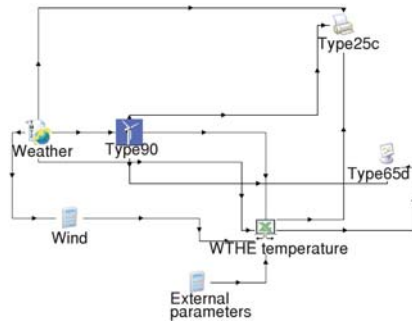 Type25c
Weather
Type90
Type65d
Wind
WTHE temperature
External
parameters